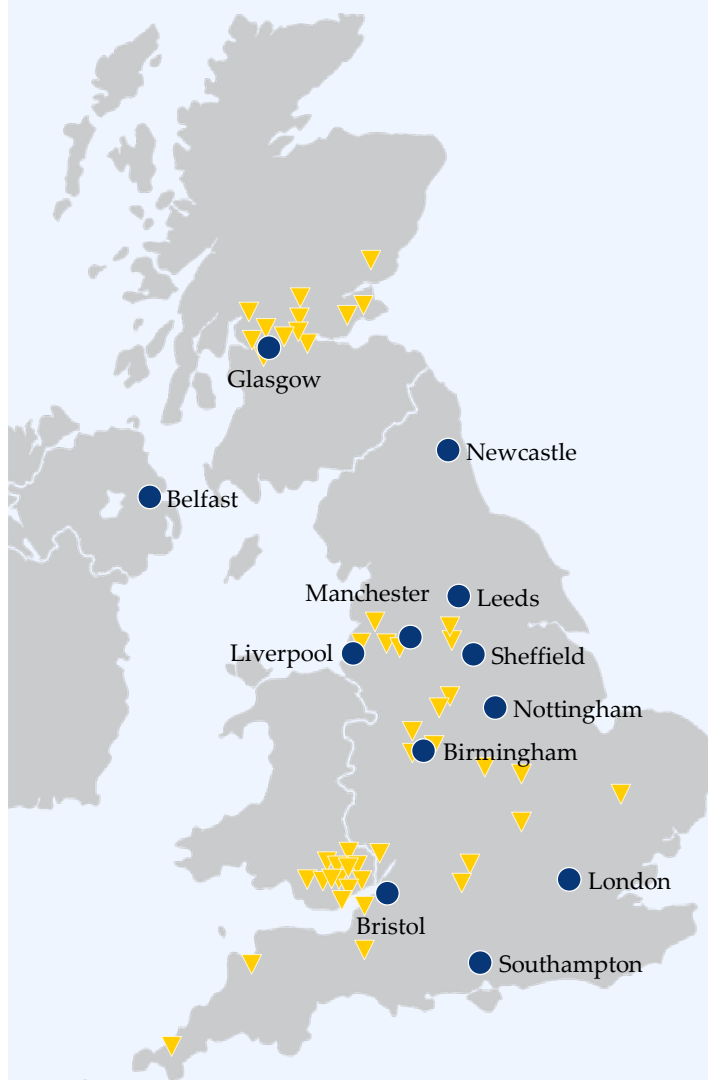 Glasgow
Newcastle
Belfast
Manchester
Leeds
Liverpool
Sheffield
Nottingham
Birmingham
London
Bristol
Southampton